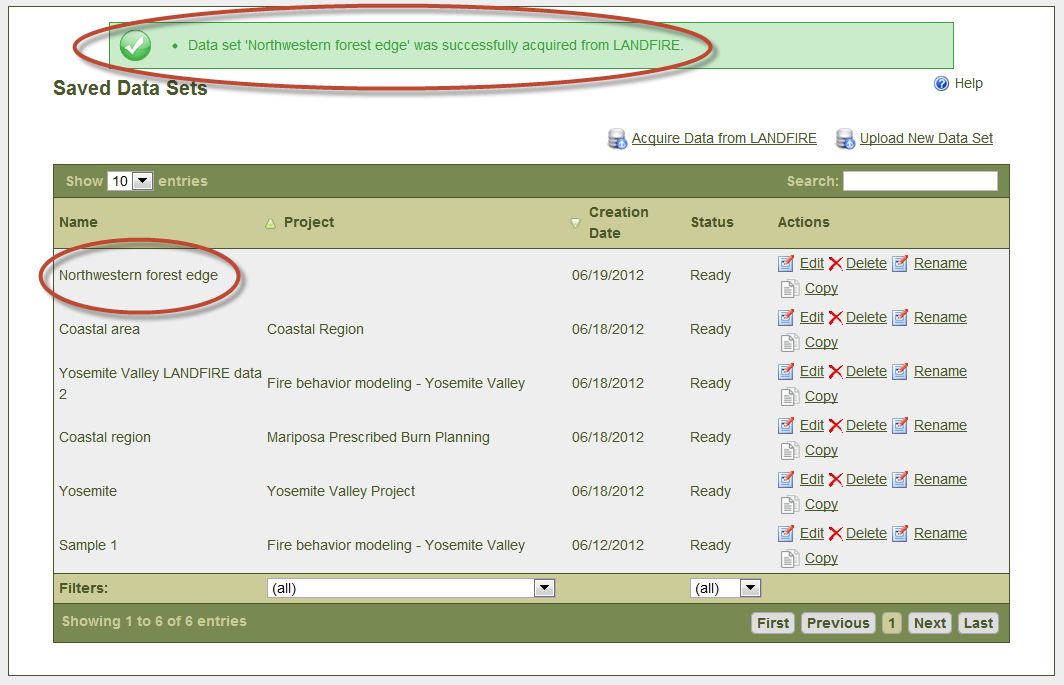 Data set 'Northwestern forest edge' was successfully acquired from LANDFIRE.
Saved Data Sets
Help
Acquire Data from LANDFIRE Upload New Data Set
Show 10 entries Search:
Name Project Creation Date Status Actions
Northwestern forest edge 06/19/2012 Ready Edit Delete Rename
Copy
Coastal area Coastal Region 06/18/2012 Ready Edit Delete Rename
Copy
Yosemite Valley LANDFIRE data 2 Fire behavior modeling - Yosemite Valley 06/18/2012 Ready Edit Delete Rename
Copy
Coastal region Mariposa Prescribed Burn Planning 06/18/2012 Ready Edit Delete Rename
Copy
Yosemite Yosemite Valley Project 06/18/2012 Ready Edit Delete Rename
Copy
Sample 1 Fire behavior modeling - Yosemite Valley 06/12/2012 Ready Edit Delete Rename
Copy
Filters: (all) (all)
Showing 1 to 6 of 6 entries First Previous 1 Next Last